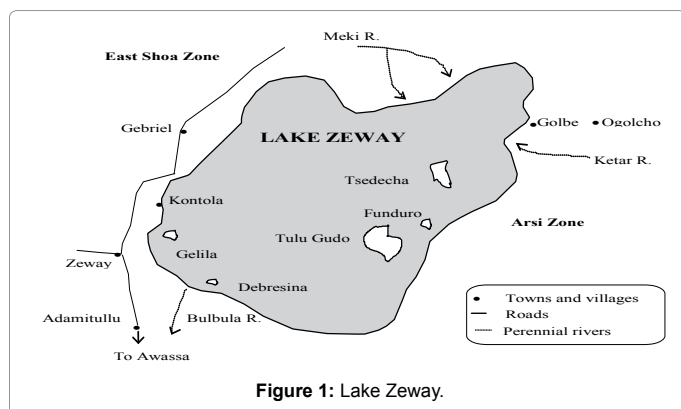 Meki R.
East Shoa Zone
Gebriel
LAKE ZEWAY
Golbe
Ogolcho
Ketar R.
Tsedecha
Kontola
Funduro
Arsi Zone
Tulu Gudo
Gelila
Zeway
Debresina
Adamitullu
Bulbula R.
To Awassa
Towns and villages
Roads
Perennial rivers
Figure 1: Lake Zeway.